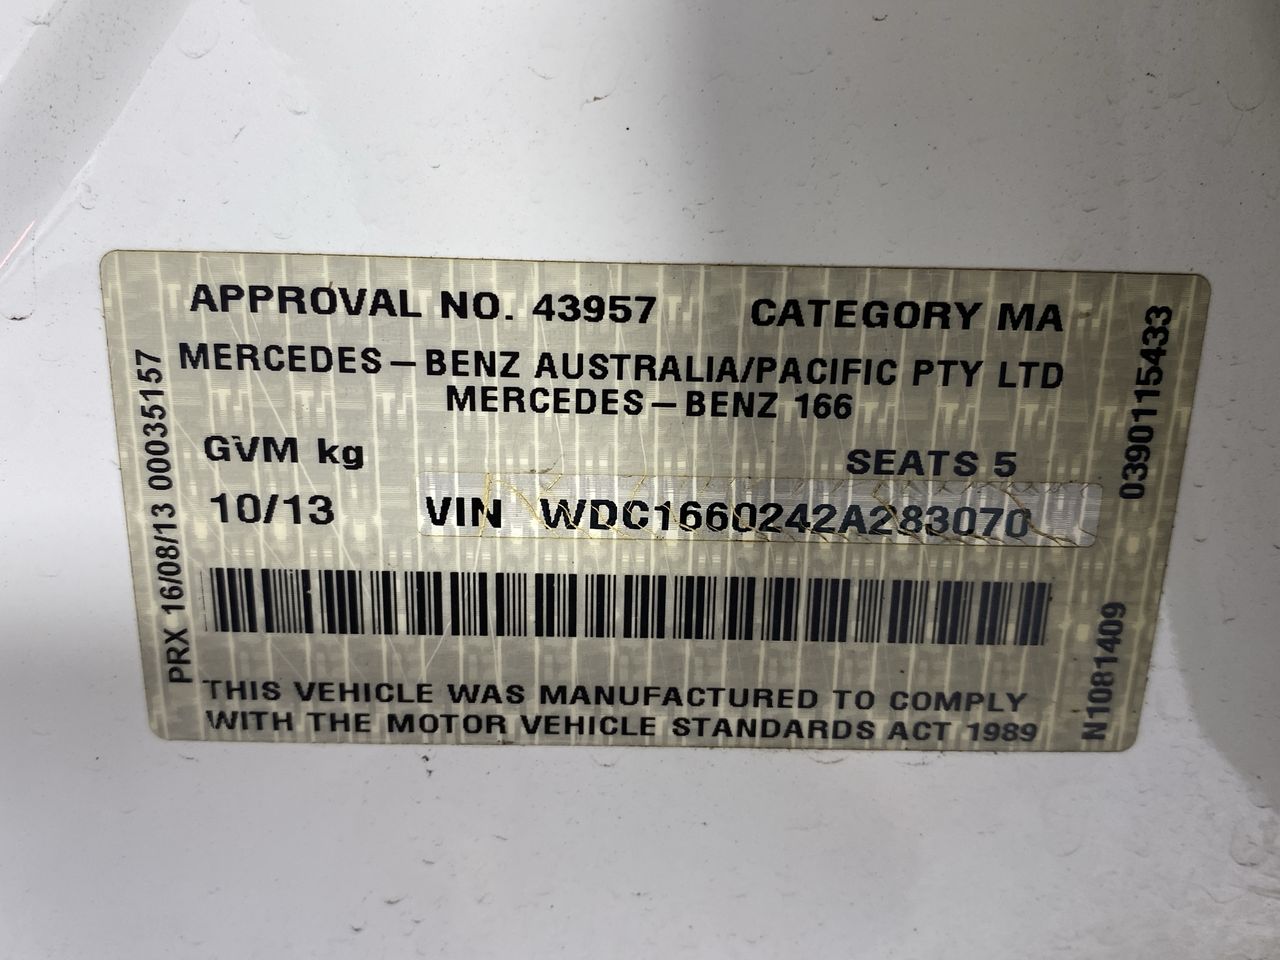 APPROVAL NO. 43957 CATEGORY MA
MERCEDES-BENZ AUSTRALIA/PACIFIC PTY LTD
MERCEDES-BENZ 166
GVM kg SEATS 5
10/13 VIN WDC1660242A283070
THIS VEHICLE WAS MANUFACTURED TO COMPLY
WITH THE MOTOR VEHICLE STANDARDS ACT 1989
PRX 16/08/13 00035157
0390115433
N1081409